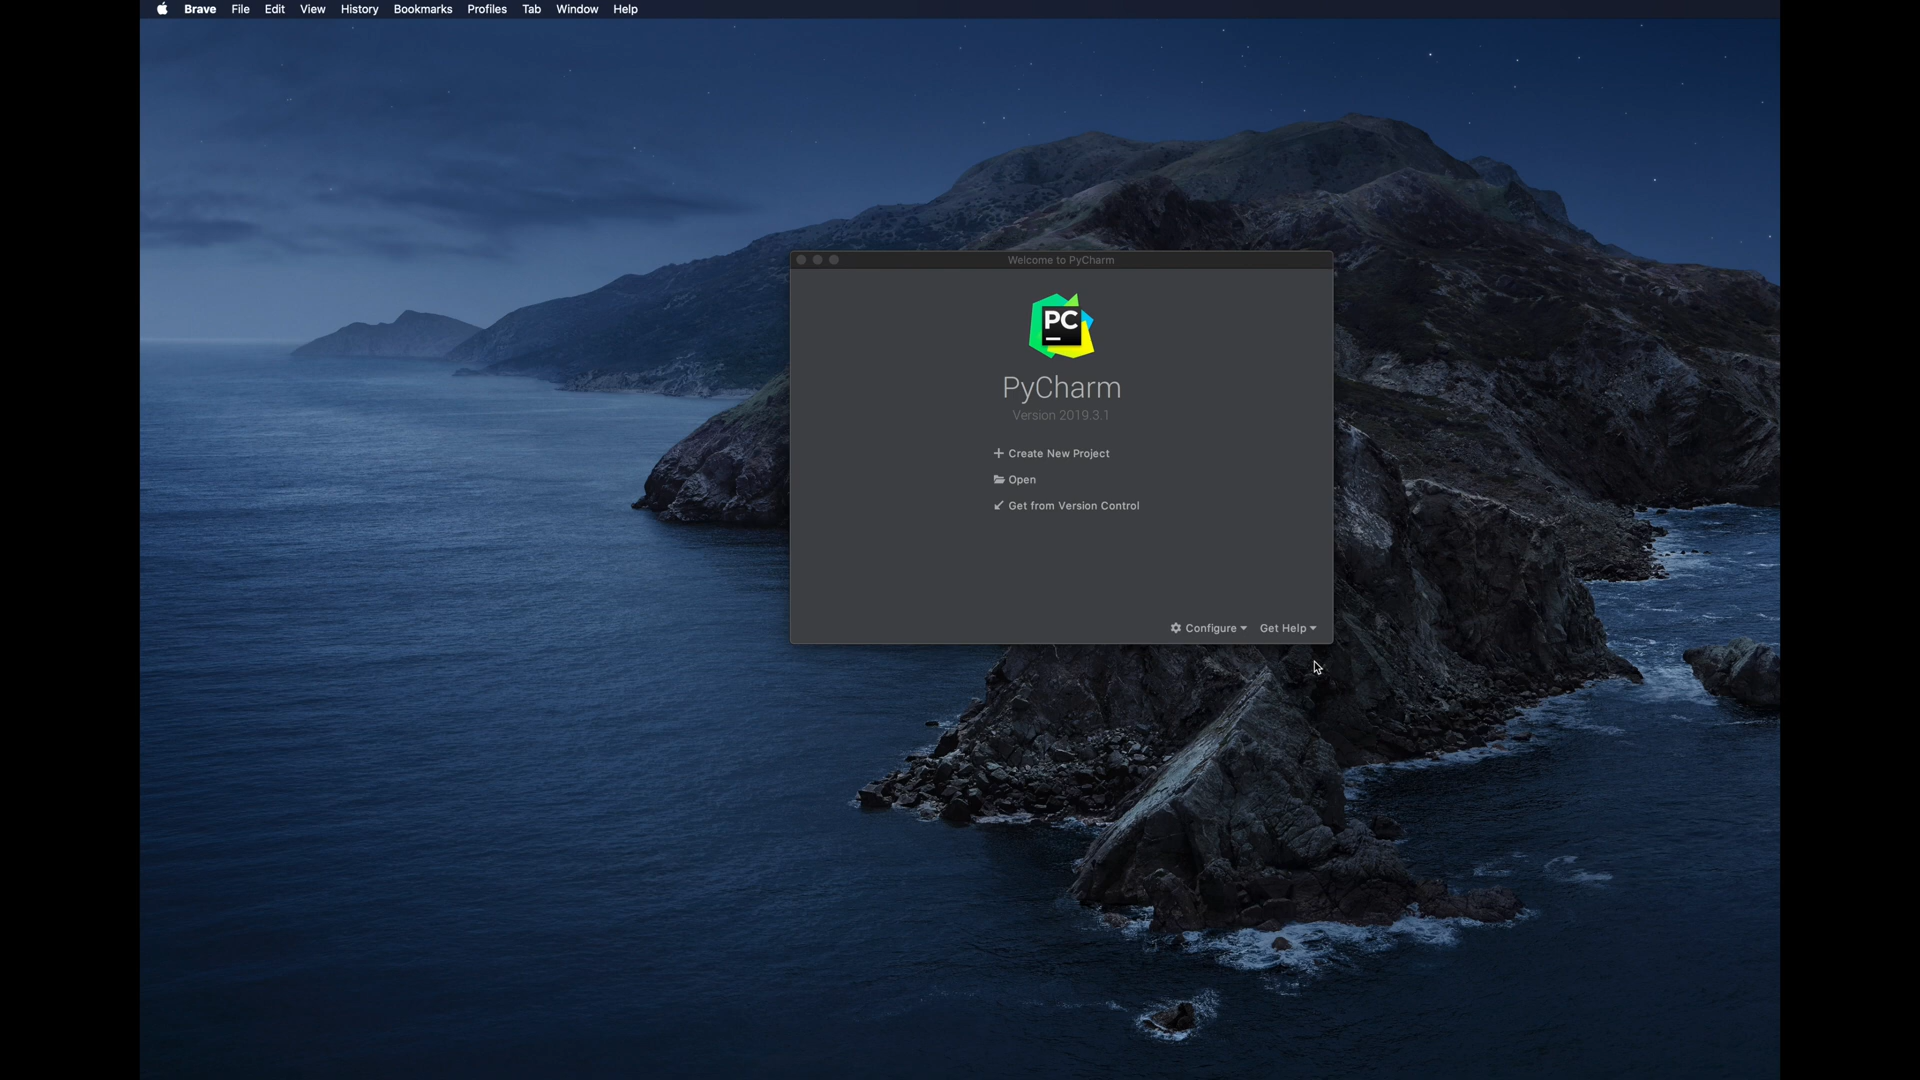 Brave File Edit View History Bookmarks Profiles Tab Window Help
Welcome to PyCharm
PC
PyCharm
Version 2019.3.1
Create New Project
Open
Get from Version Control
Configure Get Help